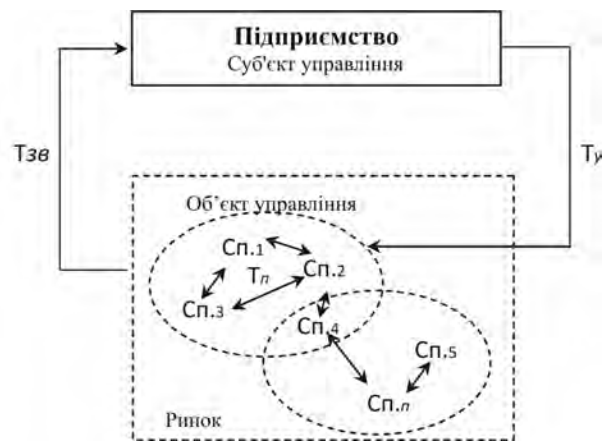 Підприємство
Суб'єкт управління
Тзв
Ту
Об’єкт управління
Сп.1
Сп.2
Тп
Сп.3
Сп.4
Сп.5
Сп.п
Ринок